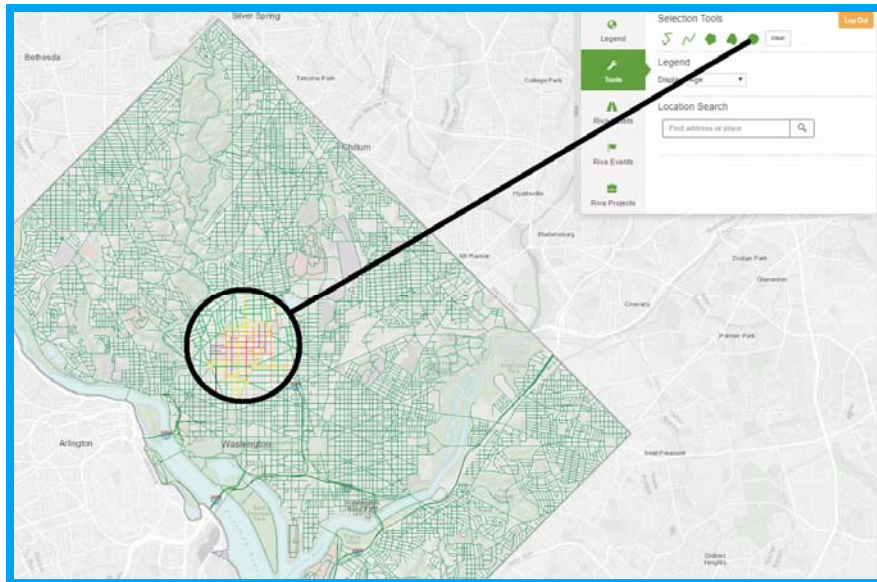 Silver Spring
Bethesda
Takoma Park
College Park
Chillum
Hyattsville
Bladensburg
Mt Rainier
Dodge Park
Glenarden
Cheverly
Palmer Park
Arlington
Washington
Seat Pleasant
District
Heights
Legend
Tools
Riva Assets
Riva Events
Riva Projects
Selection Tools
clear
Log Out
Legend
Location Search
Find address or place